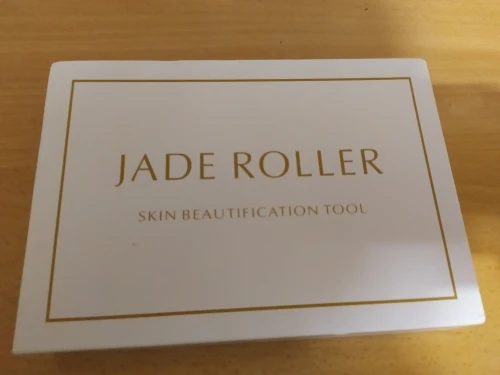 JADE ROLLER
SKIN BEAUTIFICATION TOOL